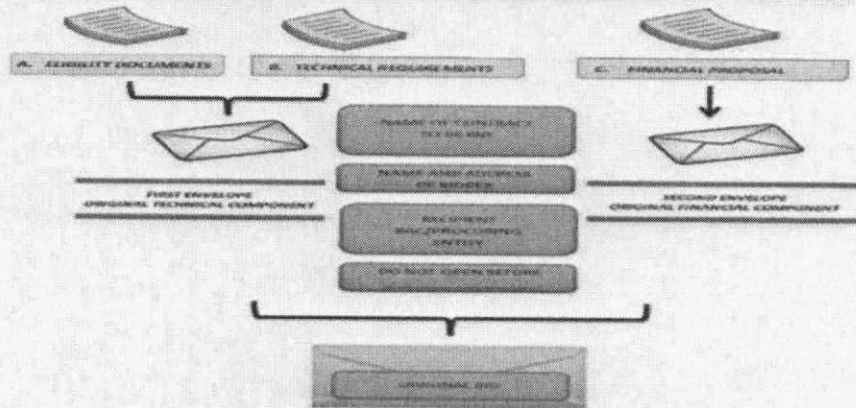 A. ELIGIBILITY DOCUMENTS
B. TECHNICAL REQUIREMENTS
C. FINANCIAL PROPOSAL
NAME OF CONTRACT
TO BE BID
NAME AND ADDRESS
OF BIDDER
FIRST ENVELOPE
ORIGINAL TECHNICAL COMPONENT
SECOND ENVELOPE
ORIGINAL FINANCIAL COMPONENT
RECIPIENT
BAC/PROCURING
ENTITY
DO NOT OPEN BEFORE
ORIGINAL BID